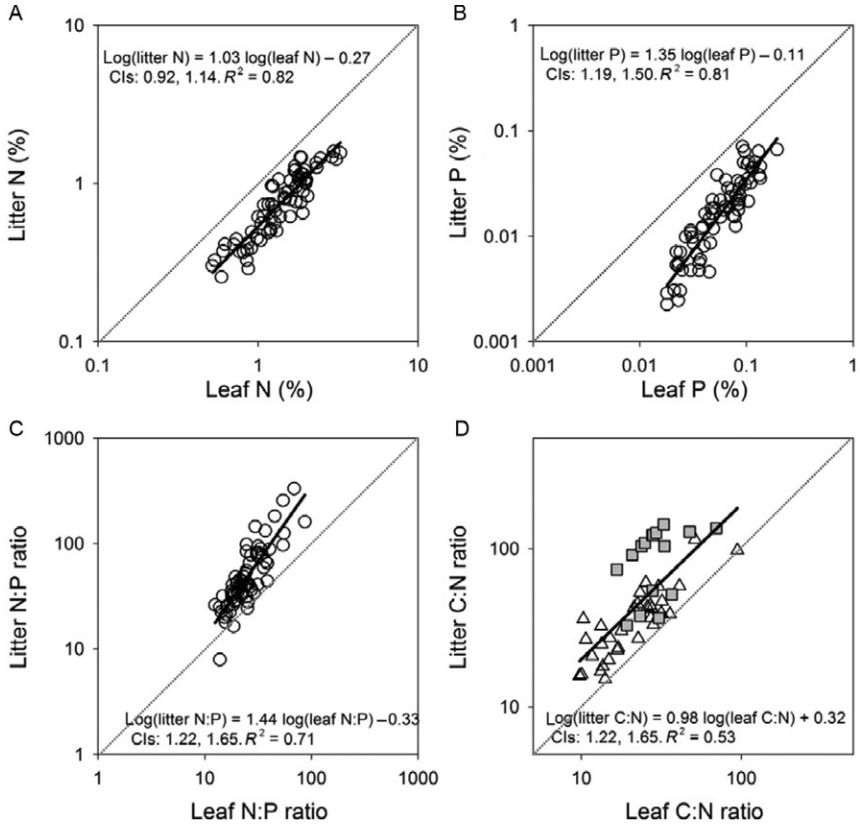 A
10
Log(litter N) = 1.03 log(leaf N) – 0.27
CIs: 0.92, 1.14. R² = 0.82
Litter N (%)
1
0.1
0.1
1
10
Leaf N (%)
B
1
Log(litter P) = 1.35 log(leaf P) – 0.11
CIs: 1.19, 1.50. R² = 0.81
0.1
Litter P (%)
0.01
0.001
0.001
0.01
0.1
1
Leaf P (%)
C
1000
100
Litter N:P ratio
10
Log(litter N:P) = 1.44 log(leaf N:P) –0.33
CIs: 1.22, 1.65. R² = 0.71
1
1
10
100
1000
Leaf N:P ratio
D
100
Litter C:N ratio
10
Log(litter C:N) = 0.98 log(leaf C:N) + 0.32
CIs: 1.22, 1.65. R² = 0.53
10
100
Leaf C:N ratio